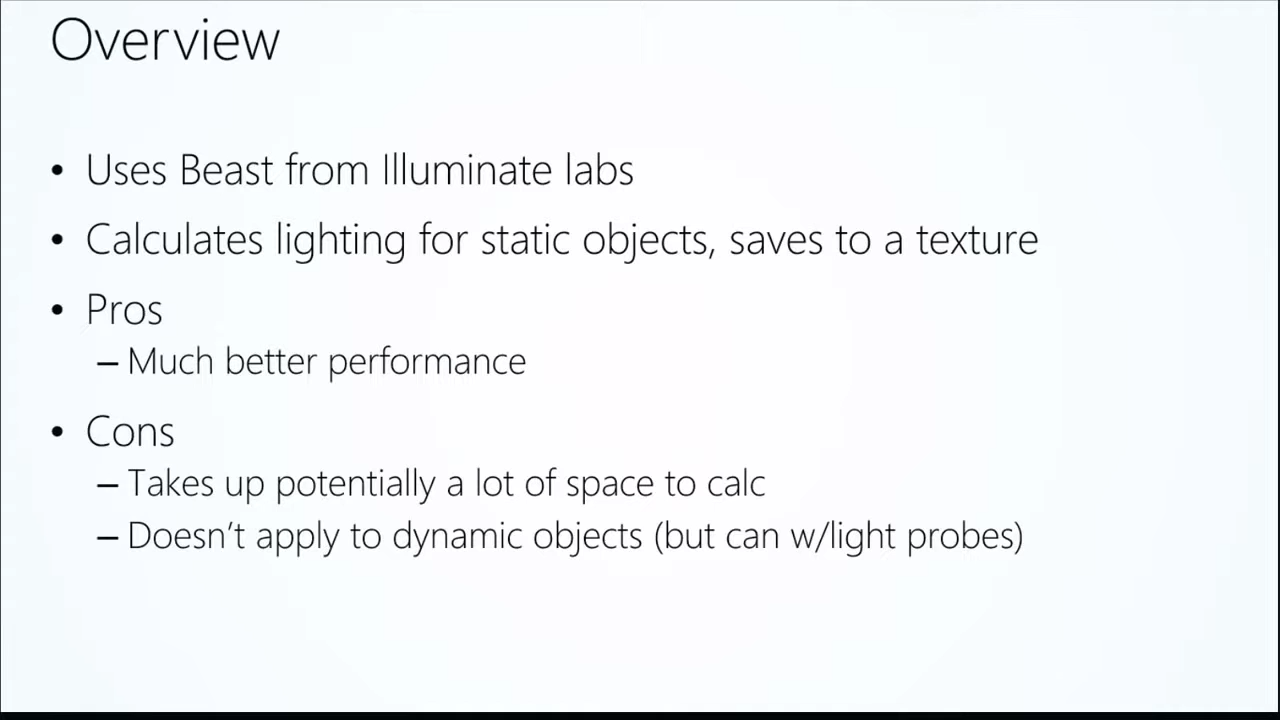 Overview
• Uses Beast from Illuminate labs
• Calculates lighting for static objects, saves to a texture
• Pros
– Much better performance
• Cons
– Takes up potentially a lot of space to calc
– Doesn’t apply to dynamic objects (but can w/light probes)